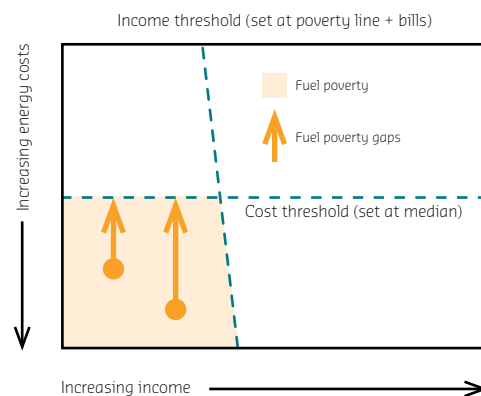 Income threshold (set at poverty line + bills)
Increasing energy costs
Fuel poverty
Fuel poverty gaps
Cost threshold (set at median)
Increasing income